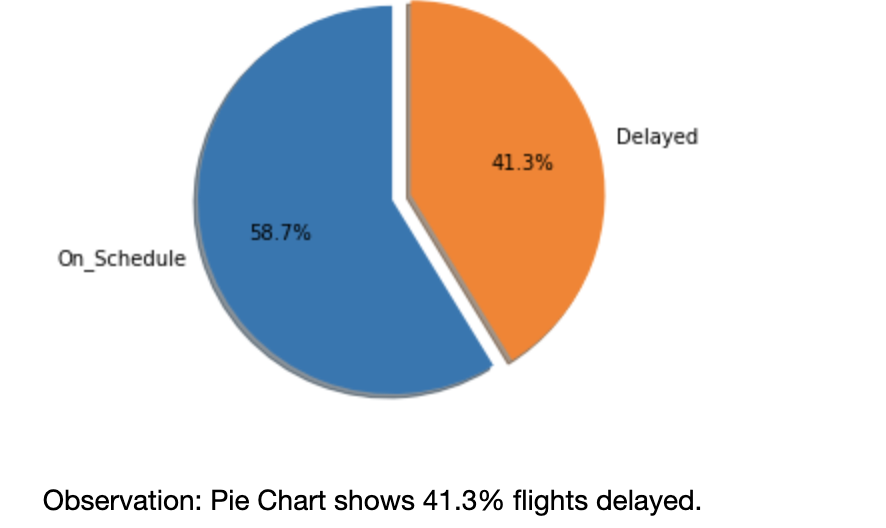 Delayed
41.3%
58.7%
On_Schedule
Observation: Pie Chart shows 41.3% flights delayed.